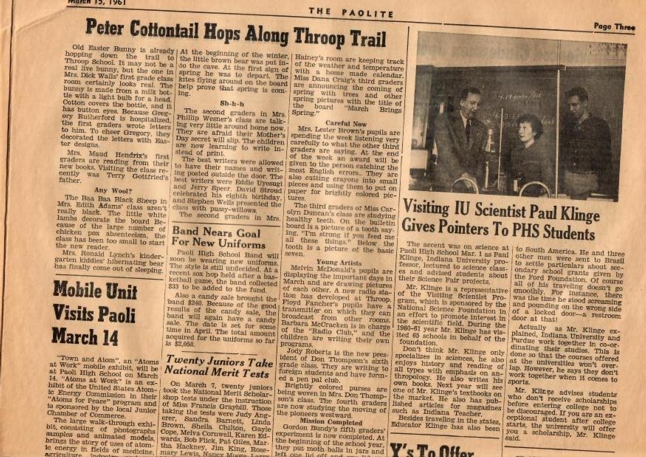 March 15, 1961
THE PAOLITE
Page Three
Peter Cottontail Hops Along Throop Trail
Old Easter Bunny is already
hopping down the trail to
Throop School. It may not be a
real live bunny, but the one in
Mrs. Dick Wall's first grade class
room certainly looks real. The
bunny is made from a milk bot-
tle with a light bulb for a head.
Cotton covers the bottle, and it
has button eyes. Because Greg-
ory Rutherford is hospitalized,
the first graders wrote letters
to him. To cheer Gregory, they
decorated the letters with Eas-
ter designs.
Mrs. Maud Hendrix's first
graders are reading from their
new books. Visiting the class re-
cently was Terry Gottfried's
father.
Any Wool?
The Baa Baa Black Sheep in
Mrs. Edith Adams' class aren't
really black. The little white
lambs decorate the board. Be-
cause of the large number of
chicken pox absenteeism, the
class has been too small to start
the new reader.
Mrs. Ronald Lynch's kinder-
garten kiddies' hibernating bear
has finally come out of sleeping.
Mobile Unit
Visits Paoli
March 14
"Town and Atom", an "Atoms
at Work" mobile exhibit, will be
at Paoli High School on March
14. "Atoms at Work" is an ex-
hibit of the United States Atom-
ic Energy Commission in their
"Atoms for Peace" program and
is sponsored by the local Junior
Chamber of Commerce.
The large walk-through exhi-
bit, consisting of photographs
samples and animated models,
brings the story of uses of atom-
ic energy in fields of medicine,
At the beginning of the winter,
the little brown bear was put in-
to the cave. At the first sign of
spring he was to depart. The
kites flying around on the board
help prove that spring is com-
ing.
Sh-h-h
The second graders in Mrs.
Phillip Wenner's class are talk-
ing very little around home now.
They are afraid their Mother's
Day secret will slip. The children
are now learning to write in-
stead of print.
The best writers were allowed
to have their names and writ-
ing posted outside the door. The
best writers were Eddie
and Jerry Speer. David Stroud
celebrated his eighth birthday,
and Stephen Wells presented the
class with pussy-willows.
The second graders in Mrs.
Band Nears Goal
For New Uniforms
Paoli High School Band will
soon be wearing new uniforms.
The style is still undecided. At a
recent sox hop held after a bas-
ketball game, the band collected
$33 to be added to the fund.
Also a candy sale brought the
band $240. Because of the good
results of the candy sale, the
band will again have a candy
sale. The date is set for some
time in April. The total amount
acquired for the uniforms so far
is
Twenty Juniors Take
National Merit Tests
On March 7, twenty juniors
took the National Merit Scholar-
ship tests under the instruction
of Miss Francis Grayhill. Those
taking the tests were Judy Ang-
rer, Sandra Barnett, Linda
Brown, Sheila Chilton, Gayle
Cope, Melva Cornwell, Karen Ed-
wards, Bob Flick, Pat Giles, Mar-
tha Hackney, Jim King, Rose-
mary Lewis,
Hainey's room are keeping track
of the weather and temperature
with a home made calendar.
Miss Dana Craig's third graders
are announcing the coming of
spring with trees and other
spring pictures with the title of
the board "March Brings
Spring."
Careful Now
Mrs. Lester Brown's pupils are
spending the week listening very
carefully to what the other third
graders are saying. At the end
of the week an award will be
given to the person catching the
most English errors. They are
also cutting crayons into small
pieces and using them to put on
paper for brightly colored pic-
tures.
The third graders of Miss Car-
olyn Duncan's class are studying
healthy teeth. On the bulletin
board is a picture of a tooth say-
ing, "I'm strong if you feed me
all these things." Below the
tooth is a picture of the basic
seven.
Young Artists
Melvin McDonald's pupils are
displaying the important days in
March and are drawing pictures
of each other. A new radio sta-
tion has developed at Throop.
Floyd Fancher's pupils have a
transmitter on which they can
broadcast from other rooms.
Barbara McCracken is in charge
of the "Radio Club," and the
children are writing their own
programs.
Jody Roberts is the new presi-
dent of Don Thompson's sixth
grade class. They are writing to
foreign students and have form-
ed a pen pal club.
Brightly colored purses are
being woven in Mrs. Don Thomp-
son's class. The fourth graders
are now studying the moving of
the pioneers westward.
Mission Completed
Gordon Bundy's fifth graders'
experiment is now completed. At
the beginning of the school year,
they put moth balls in jars and
Visiting IU Scientist Paul Klinge
Gives Pointers To PHS Students
The accent was on science at
Paoli High School Mar. 1 as Paul
Klinge, Indiana University pro-
fessor, lectured to science class-
es and advised students about
their Science Fair projects.
Mr. Klinge is a representative
of the Visiting Scientist Pro-
gram, which is sponsored by the
National Science Foundation in
an effort to promote interest in
the scientific field. During the
1960-61 year Mr. Klinge has vis-
ited 65 schools in behalf of the
foundation.
Don't think Mr. Klinge only
specializes in science, he also
enjoys history and reading of
all types with emphasis on an-
thropology. He also writes his
own books. Next year will see
one of Mr. Klinge's textbooks on
the market. He also has pub-
lished articles for magazines
such as Indiana Teacher.
Besides traveling in the states,
Educator Klinge has also been
to South America. He and three
other men were sent to Brazil
to settle particulars about sec-
ondary school grants given by
the Ford Foundation. Of course
all of his traveling doesn't go
smoothly. For instance, there
was the time he stood screaming
and pounding on the wrong side
of a locked door—a restroom
door at that!
Actually as Mr. Klinge ex-
plained, Indiana University and
Purdue work together in co-or-
dinating their studies. This is
done so that the courses offered
at the universities won't over-
lap. However, he says they don't
work together when it comes to
sports.
Mr. Klinge advises students
who don't receive scholarships
before entering college not to
be discouraged. If you are an ex-
ceptional student after college
starts, the university will offer
you a scholarship, Mr. Klinge
said.
Y's To Offer